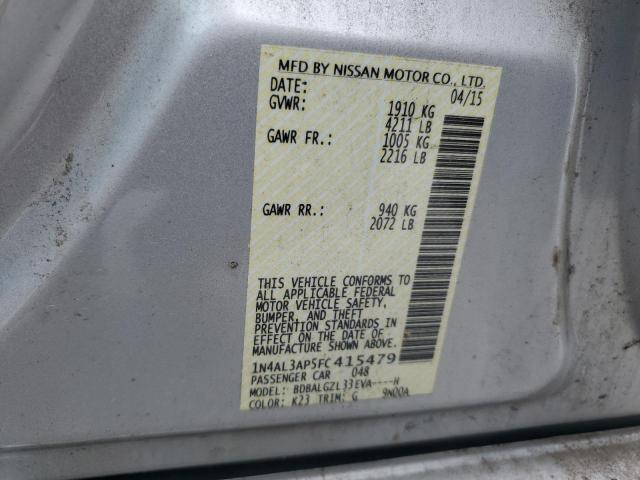 MFD BY NISSAN MOTOR CO., LTD.
DATE: 04/15
GVWR: 1910 KG
4211 LB
GAWR FR.: 1005 KG
2216 LB
GAWR RR.: 940 KG
2072 LB
THIS VEHICLE CONFORMS TO
ALL APPLICABLE FEDERAL
MOTOR VEHICLE SAFETY,
BUMPER, AND THEFT
PREVENTION STANDARDS IN
EFFECT ON THE DATE OF
MANUFACTURE SHOWN ABOVE.
1N4AL3AP5FC415479
PASSENGER CAR 048
MODEL: BDBALGZL33EVA----H
COLOR: K23 TRIM: G 9N00A